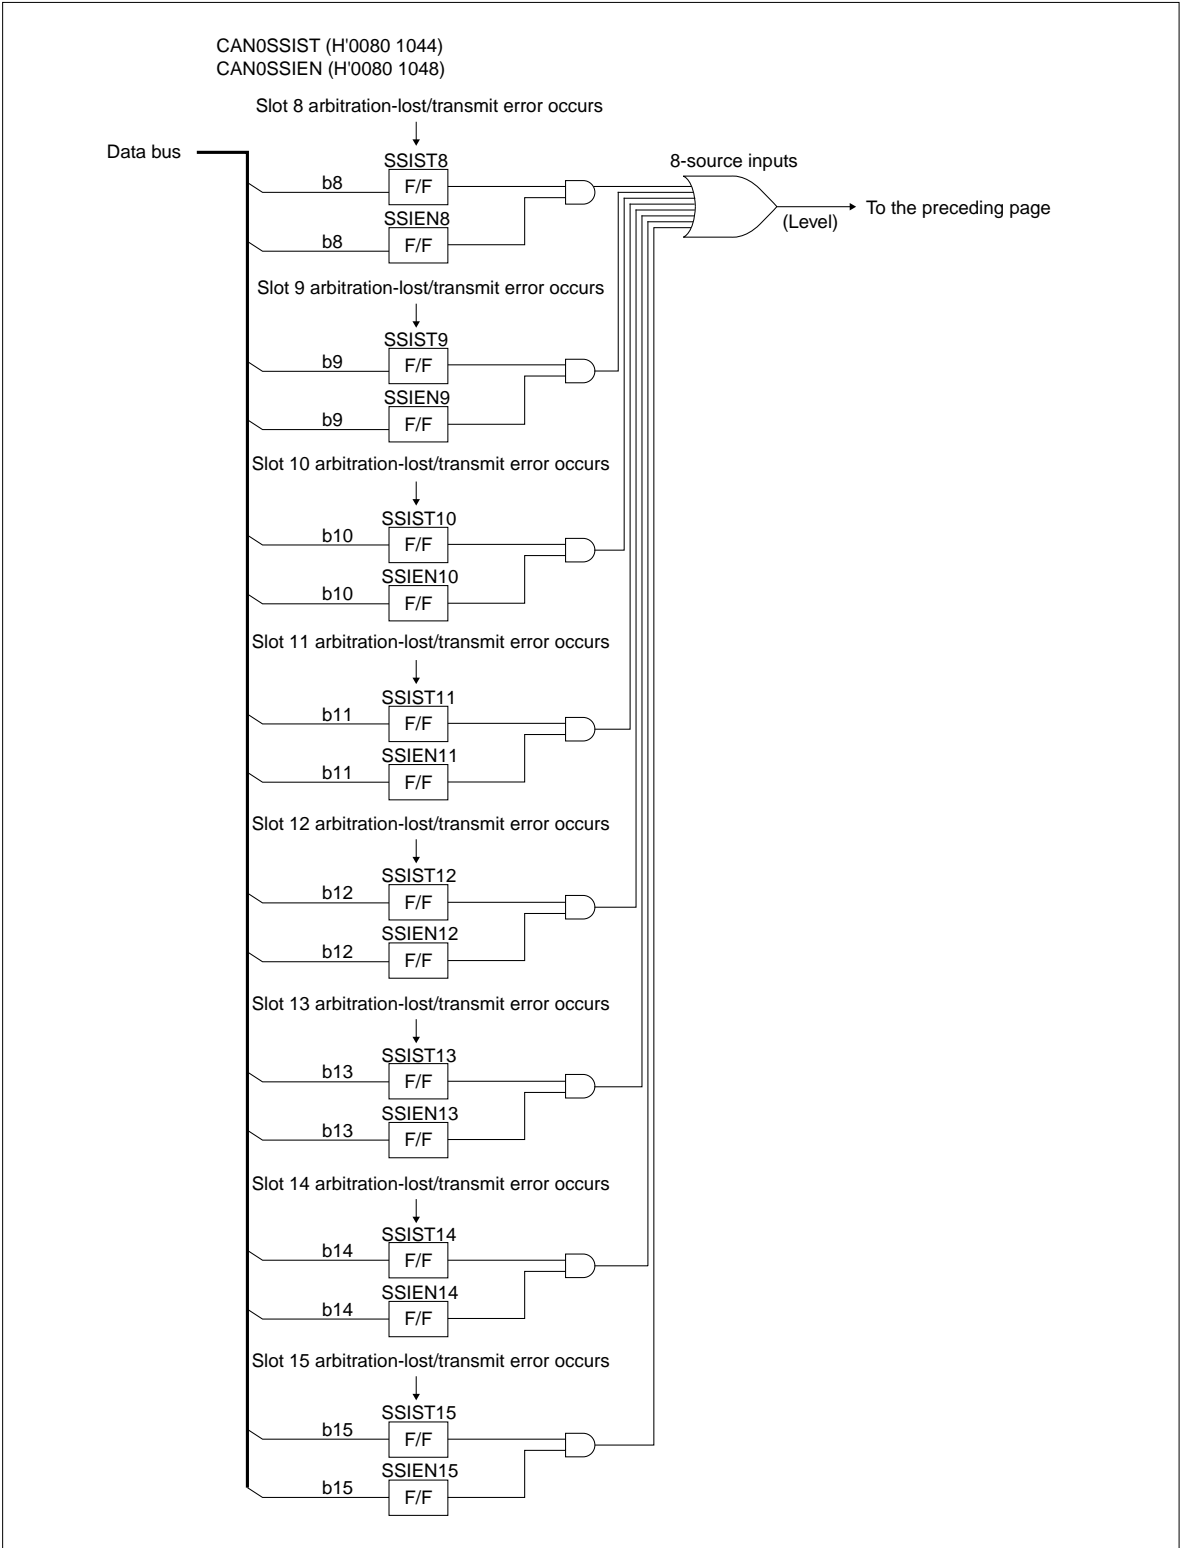 CAN0SSIST (H'0080 1044)
CAN0SSIEN (H'0080 1048)
Slot 8 arbitration-lost/transmit error occurs
Data bus
SSIST8
8-source inputs
b8
F/F
To the preceding page
(Level)
SSIEN8
b8
F/F
Slot 9 arbitration-lost/transmit error occurs
SSIST9
b9
F/F
SSIEN9
b9
F/F
Slot 10 arbitration-lost/transmit error occurs
SSIST10
b10
F/F
SSIEN10
b10
F/F
Slot 11 arbitration-lost/transmit error occurs
SSIST11
b11
F/F
SSIEN11
b11
F/F
Slot 12 arbitration-lost/transmit error occurs
SSIST12
b12
F/F
SSIEN12
b12
F/F
Slot 13 arbitration-lost/transmit error occurs
SSIST13
b13
F/F
SSIEN13
b13
F/F
Slot 14 arbitration-lost/transmit error occurs
SSIST14
b14
F/F
SSIEN14
b14
F/F
Slot 15 arbitration-lost/transmit error occurs
SSIST15
b15
F/F
SSIEN15
b15
F/F